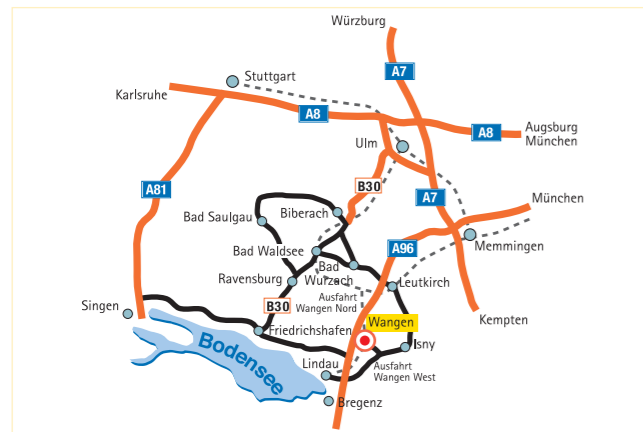 Würzburg
Stuttgart
A7
Karlsruhe
A8
Augsburg
München
A8
Ulm
B30
A81
A7
München
Biberach
Bad Saulgau
Memmingen
Bad Waldsee
A96
Bad
Wurzach
Ravensburg
Leutkirch
Ausfahrt
Wangen Nord
Singen
B30
Kempten
Wangen
Friedrichshafen
Isny
Bodensee
Lindau
Ausfahrt
Wangen West
Bregenz